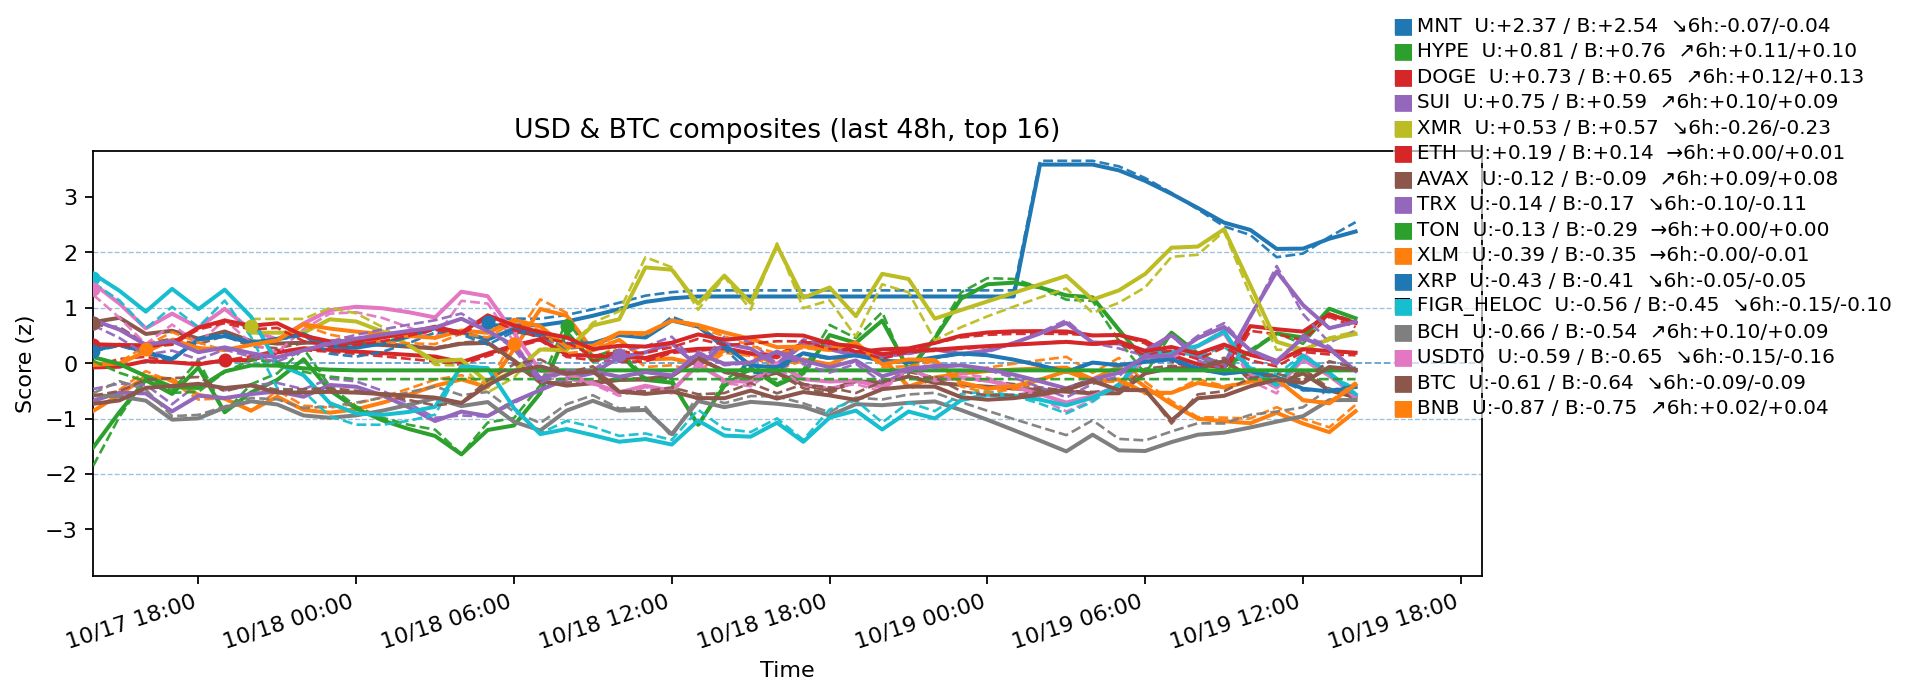 MNT  U:+2.37 / B:+2.54  ↘6h:-0.07/-0.04
HYPE  U:+0.81 / B:+0.76  ↗6h:+0.11/+0.10
DOGE  U:+0.73 / B:+0.65  ↗6h:+0.12/+0.13
SUI  U:+0.75 / B:+0.59  ↗6h:+0.10/+0.09
XMR  U:+0.53 / B:+0.57  ↘6h:-0.26/-0.23
ETH  U:+0.19 / B:+0.14  →6h:+0.00/+0.01
AVAX  U:-0.12 / B:-0.09  ↗6h:+0.09/+0.08
TRX  U:-0.14 / B:-0.17  ↘6h:-0.10/-0.11
TON  U:-0.13 / B:-0.29  →6h:+0.00/+0.00
XLM  U:-0.39 / B:-0.35  →6h:-0.00/-0.01
XRP  U:-0.43 / B:-0.41  ↘6h:-0.05/-0.05
FIGR_HELOC  U:-0.56 / B:-0.45  ↘6h:-0.15/-0.10
BCH  U:-0.66 / B:-0.54  ↗6h:+0.10/+0.09
USDT0  U:-0.59 / B:-0.65  ↘6h:-0.15/-0.16
BTC  U:-0.61 / B:-0.64  ↘6h:-0.09/-0.09
BNB  U:-0.87 / B:-0.75  ↗6h:+0.02/+0.04
USD & BTC composites (last 48h, top 16)
Score (z)
3
2
1
0
−1
−2
−3
10/17 18:00
10/18 00:00
10/18 06:00
10/18 12:00
10/18 18:00
10/19 00:00
10/19 06:00
10/19 12:00
10/19 18:00
Time